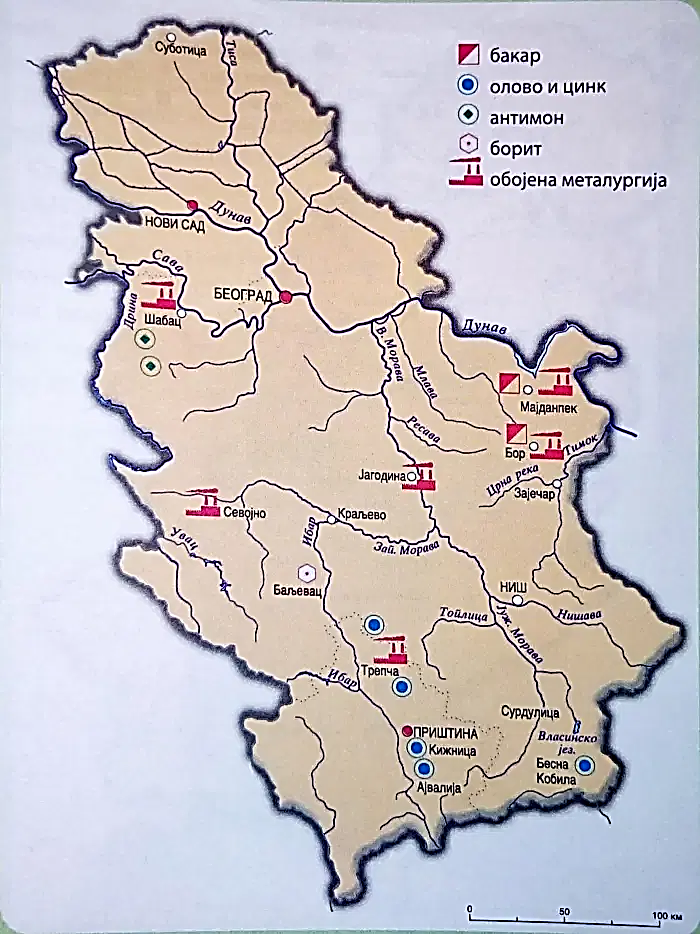 Суботица
Тиса
бакар
олово и цинк
антимон
борит
обојена металургија
НОВИ САД
Дунав
Сава
БЕОГРАД
Дрина
Шабац
Дунав
В. Морава
Млава
Мајданпек
Ресава
Бор
Тимок
Јагодина
Црна река
Зајечар
Севојно
Ибар
Краљево
Зап. Морава
Увац
Баљевац
НИШ
Нишава
Топлица
Јуж. Морава
Трепча
Ибар
Сурдулица
ПРИШТИНА
Кижница
Власинско
јез.
Бесна
Кобила
Ајвалија
0 50 100 км